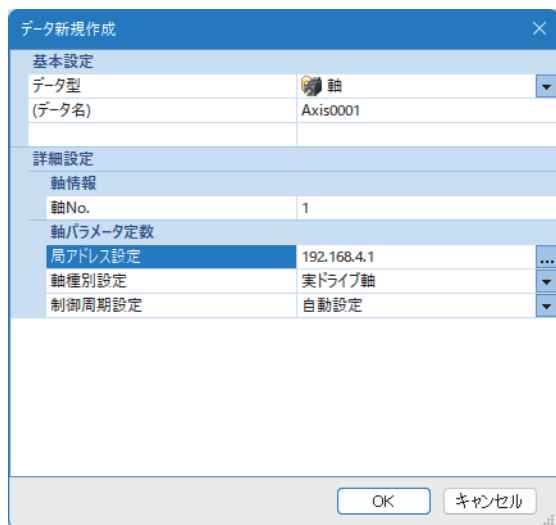 データ新規作成
基本設定
データ型 軸
(データ名) Axis0001
詳細設定
軸情報
軸No. 1
軸パラメータ定数
局アドレス設定 192.168.4.1 ...
軸種別設定 実ドライブ軸
制御周期設定 自動設定
OK キャンセル